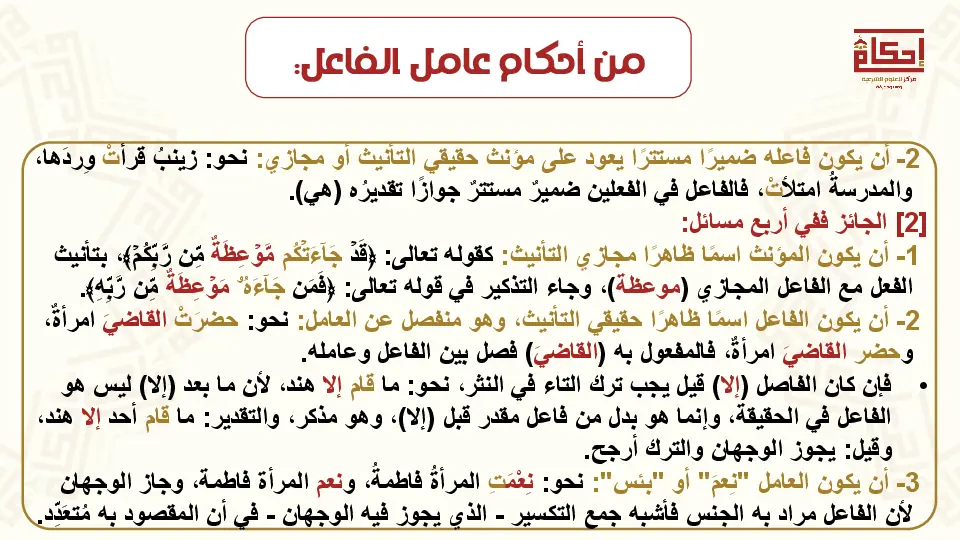 من أحكام عامل الفاعل:
إحكام
مركز العلوم الشرعية
2- أن يكون فاعله ضميرًا مستترًا يعود على مؤنث حقيقي التأنيث أو مجازي: نحو: زينبُ قرأتْ وِردَها،
والمدرسةُ امتلأتْ، فالفاعل في الفعلين ضميرٌ مستترٌ جوازًا تقديرُه (هي).
[2] الجائز ففي أربع مسائل:
1- أن يكون المؤنث اسمًا ظاهرًا مجازي التأنيث: كقوله تعالى: ﴿قَدۡ جَآءَتۡكُم مَّوۡعِظَةٌ مِّن رَّبِّكُمۡ﴾، بتأنيث
الفعل مع الفاعل المجازي (موعظة)، وجاء التذكير في قوله تعالى: ﴿فَمَن جَآءَهُۥ مَوۡعِظَةٌ مِّن رَّبِّهِ﴾.
2- أن يكون الفاعل اسمًا ظاهرًا حقيقي التأنيث، وهو منفصل عن العامل: نحو: حضرَتْ القاضيَ امرأةٌ،
وحضر القاضيَ امرأةٌ، فالمفعول به (القاضيَ) فصل بين الفاعل وعامله.
• فإن كان الفاصل (إلا) قيل يجب ترك التاء في النثر، نحو: ما قام إلا هند، لأن ما بعد (إلا) ليس هو
الفاعل في الحقيقة، وإنما هو بدل من فاعل مقدر قبل (إلا)، وهو مذكر، والتقدير: ما قام أحد إلا هند،
وقيل: يجوز الوجهان والترك أرجح.
3- أن يكون العامل "نِعمَ" أو "بئس": نحو: نِعْمَتِ المرأةُ فاطمةُ، ونعم المرأة فاطمة، وجاز الوجهان
لأن الفاعل مراد به الجنس فأشبه جمع التكسير - الذي يجوز فيه الوجهان - في أن المقصود به مُتعَدِّد.